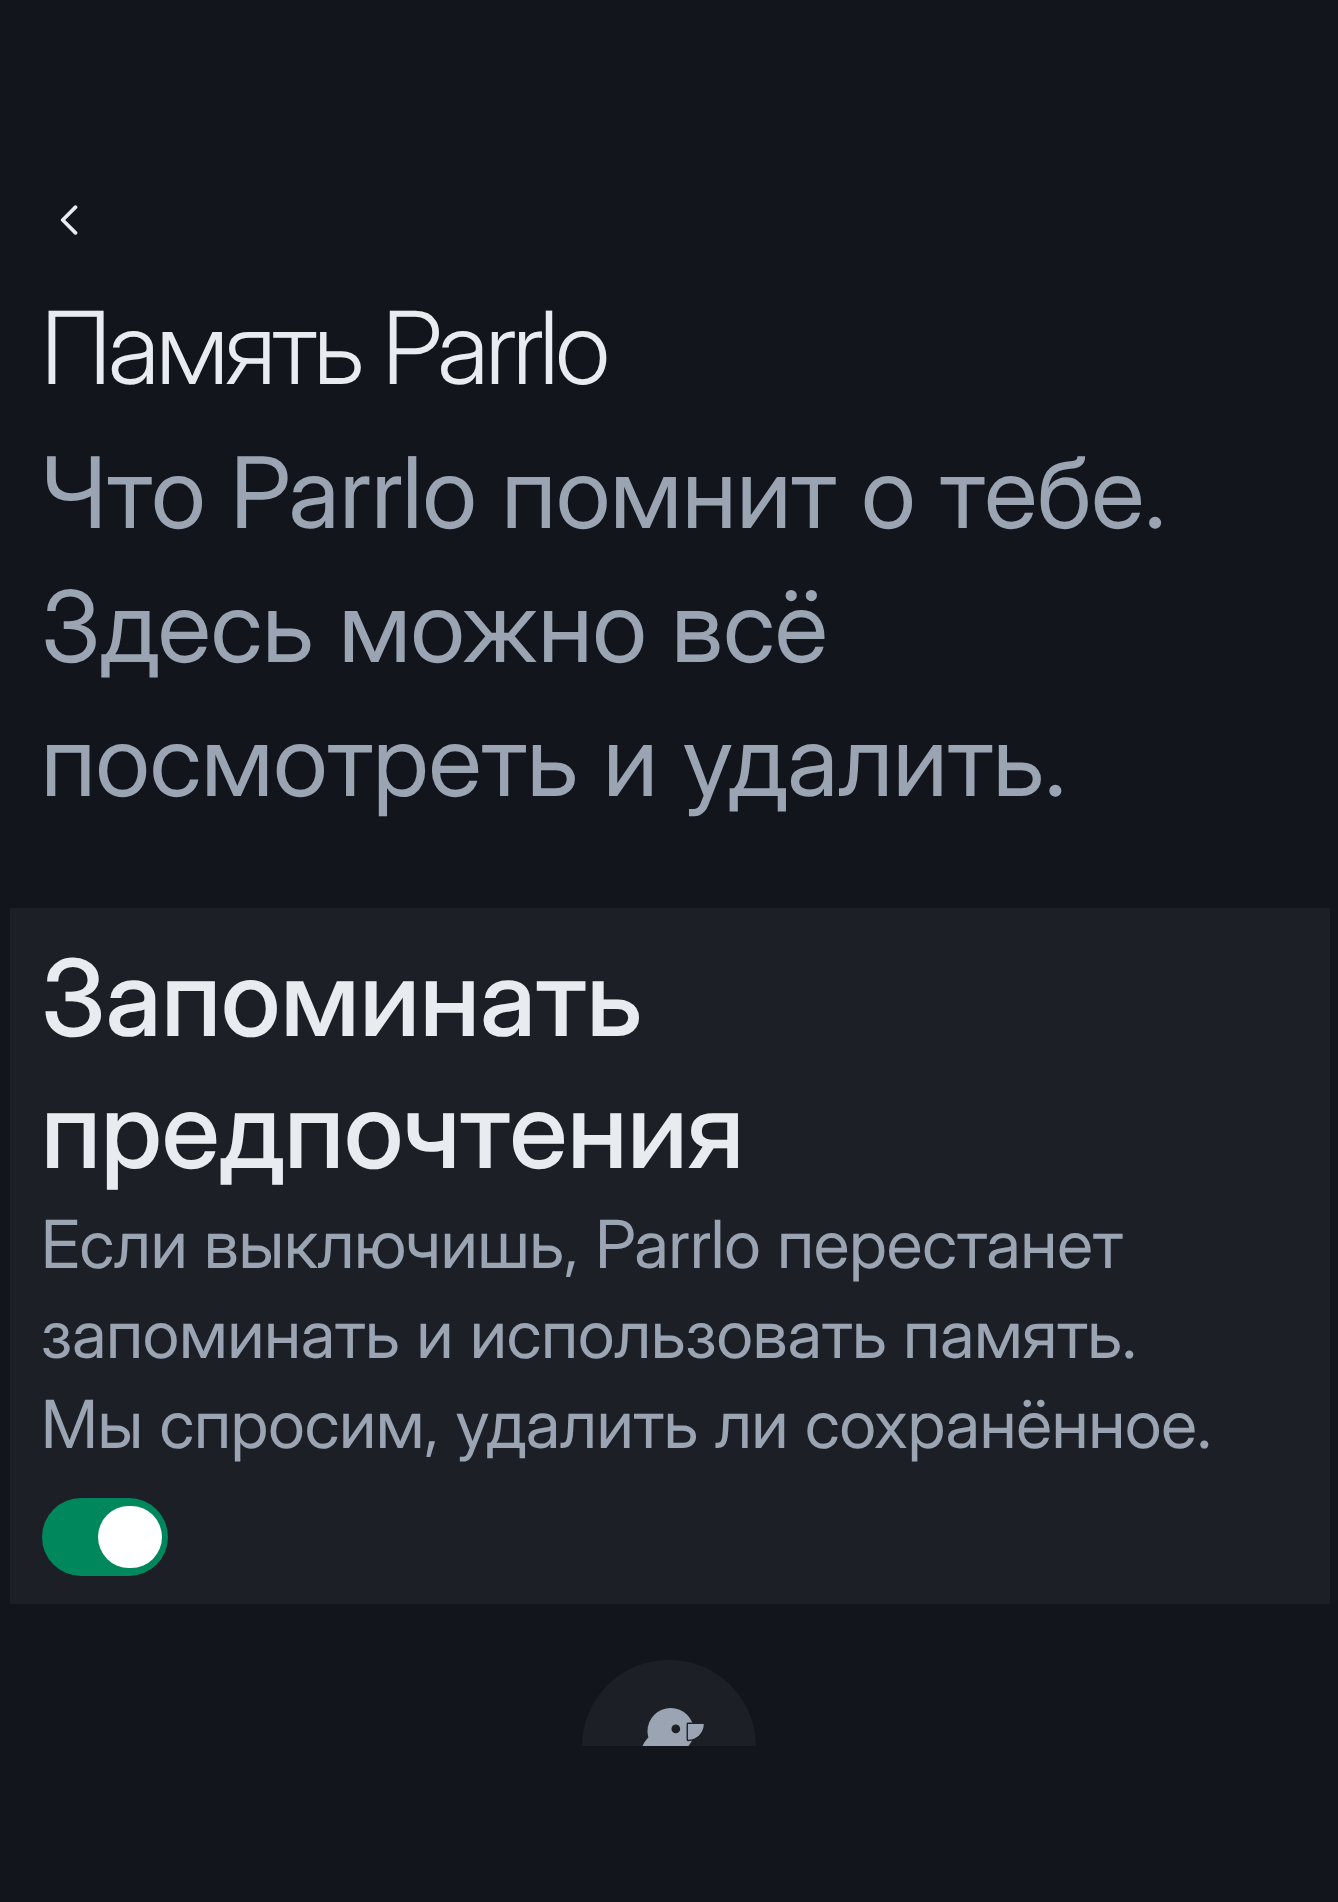 Память Parrlo
Что Parrlo помнит о тебе.
Здесь можно всё
посмотреть и удалить.
Запоминать
предпочтения
Если выключишь, Parrlo перестанет
запоминать и использовать память.
Мы спросим, удалить ли сохранённое.